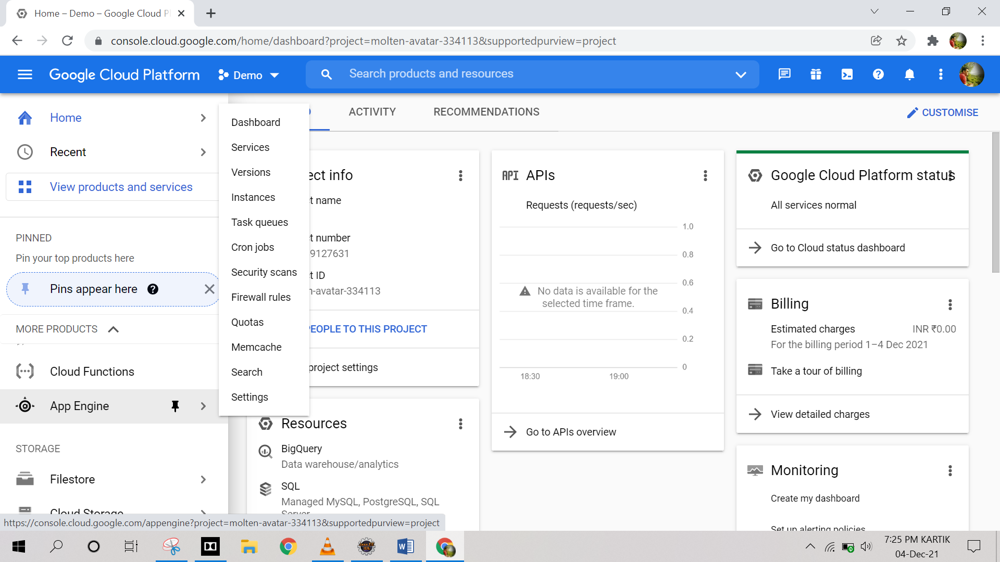 Home – Demo – Google Cloud P
console.cloud.google.com/home/dashboard?project=molten-avatar-334113&supportedpurview=project
Google Cloud Platform
Demo
Search products and resources
Home
Recent
View products and services
PINNED
Pin your top products here
Pins appear here
MORE PRODUCTS
Cloud Functions
App Engine
STORAGE
Filestore
Cloud Storage
Dashboard
Services
Versions
Instances
Task queues
Cron jobs
Security scans
Firewall rules
Quotas
Memcache
Search
Settings
ACTIVITY
RECOMMENDATIONS
CUSTOMISE
ect info
t name
t number
9127631
t ID
n-avatar-334113
PEOPLE TO THIS PROJECT
project settings
Resources
BigQuery
Data warehouse/analytics
SQL
Managed MySQL, PostgreSQL, SQL
Server
API APIs
Requests (requests/sec)
1.0
0.8
0.6
No data is available for the
selected time frame.
0.4
0.2
0
18:30
19:00
Go to APIs overview
Google Cloud Platform status
All services normal
Go to Cloud status dashboard
Billing
Estimated charges
INR ₹0.00
For the billing period 1–4 Dec 2021
Take a tour of billing
View detailed charges
Monitoring
Create my dashboard
Set up alerting policies
https://console.cloud.google.com/appengine?project=molten-avatar-334113&supportedpurview=project
7:25 PM KARTIK
04-Dec-21